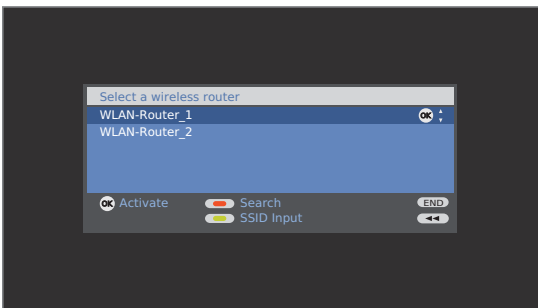 Select a wireless router
WLAN-Router_1 OK
WLAN-Router_2
OK Activate Search END
SSID Input